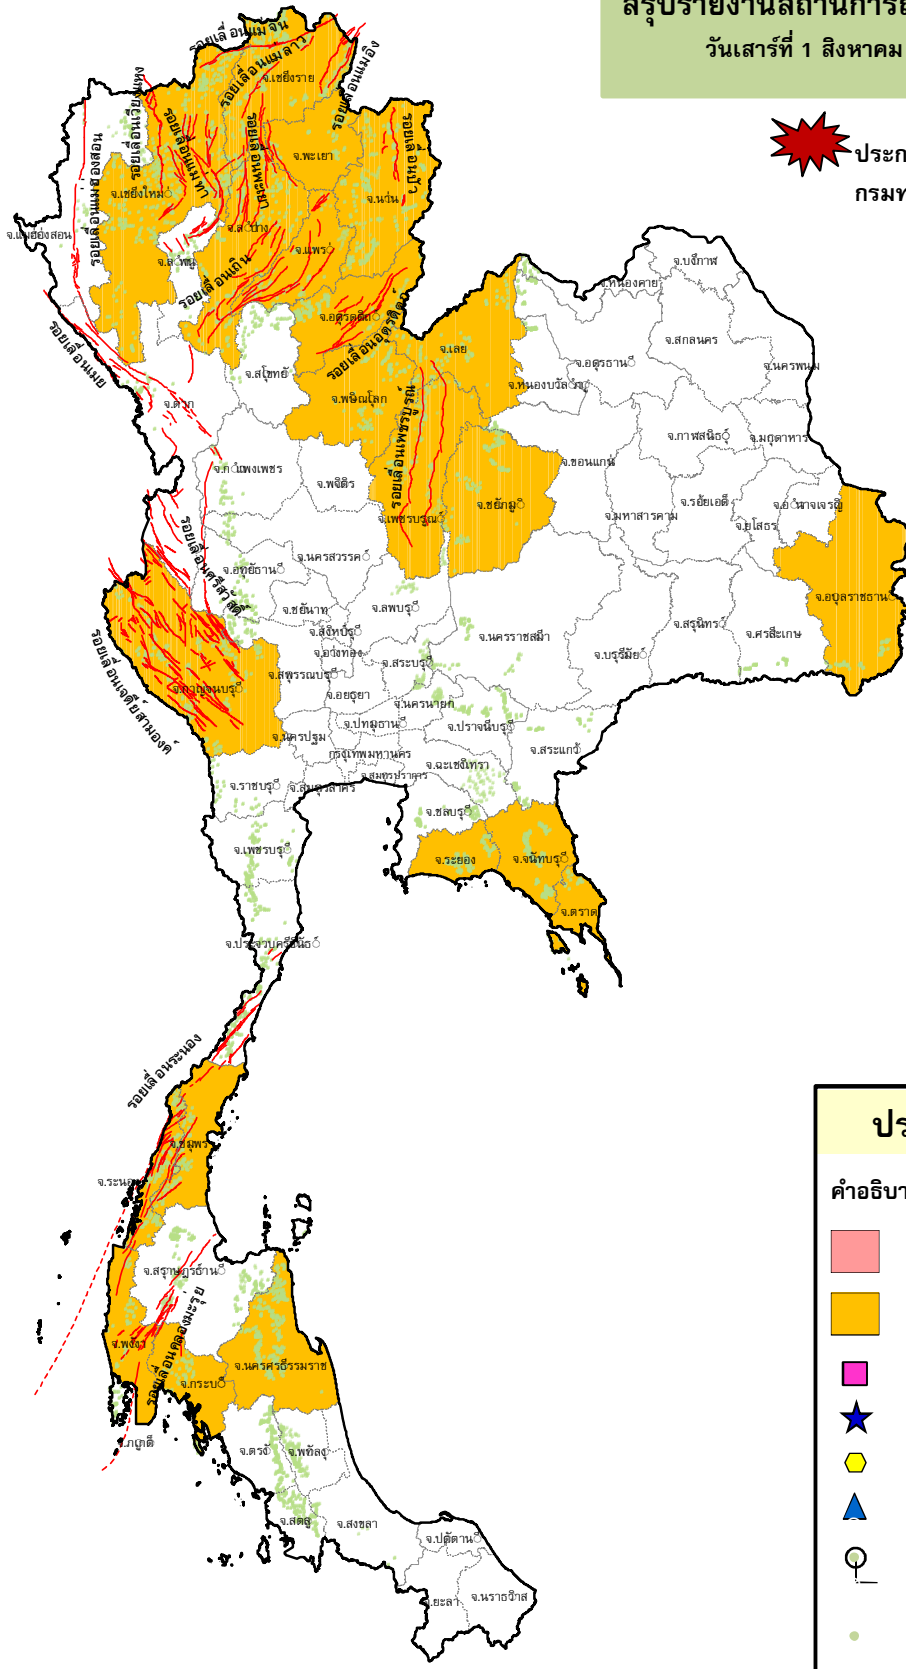 สรุปรายงานสถานการณ์
วันเสาร์ที่ 1 สิงหาคม
ประก
กรมท
รอยเลื่อนแม่จัน
รอยเลื่อนแม่ลาว
รอยเลื่อนแม่อิง
จ.เชียงราย
รอยเลื่อนเวียงแหง
รอยเลื่อนแม่ทา
รอยเลื่อนพะเยา
รอยเลื่อนปัว
จ.พะเยา
รอยเลื่อนแม่ฮ่องสอน
จ.เชียงใหม่
จ.น่าน
จ.แม่ฮ่องสอน
จ.ลำปาง
จ.แพร่
จ.ลำพูน
รอยเลื่อนเถิน
จ.บึงกาฬ
จ.หนองคาย
จ.อุตรดิตถ์
รอยเลื่อนอุตรดิตถ์
จ.สกลนคร
รอยเลื่อนเมย
จ.เลย
จ.สุโขทัย
จ.อุดรธานี
จ.นครพนม
จ.ตาก
จ.พิษณุโลก
จ.หนองบัวลำภู
รอยเลื่อนเพชรบูรณ์
จ.กาฬสินธุ์
จ.มุกดาหาร
จ.กำแพงเพชร
จ.พิจิตร
จ.ขอนแก่น
จ.ชัยภูมิ
จ.เพชรบูรณ์
จ.มหาสารคาม
จ.ร้อยเอ็ด
จ.อำนาจเจริญ
จ.ยโสธร
รอยเลื่อนศรีสวัสดิ์
จ.นครสวรรค์
จ.อุทัยธานี
จ.อุบลราชธานี
จ.ชัยนาท
จ.ลพบุรี
จ.สิงห์บุรี
จ.นครราชสีมา
จ.สุรินทร์
จ.ศรีสะเกษ
จ.อ่างทอง
จ.สระบุรี
จ.บุรีรัมย์
รอยเลื่อนเจดีย์สามองค์
จ.กาญจนบุรี
จ.สุพรรณบุรี
จ.อยุธยา
จ.นครนายก
จ.ปทุมธานี
จ.ปราจีนบุรี
จ.นครปฐม
กรุงเทพมหานคร
จ.สระแก้ว
จ.ฉะเชิงเทรา
จ.สมุทรปราการ
จ.ราชบุรี
จ.สมุทรสาคร
จ.ชลบุรี
จ.เพชรบุรี
จ.ระยอง
จ.จันทบุรี
จ.ตราด
จ.ประจวบคีรีขันธ์
รอยเลื่อนระนอง
ปร
จ.ชุมพร
จ.ระนอง
คำอธิบา
จ.สุราษฎร์ธานี
รอยเลื่อนคลองมะรุ่ย
จ.พังงา
จ.นครศรีธรรมราช
จ.กระบี่
จ.ภูเก็ต
จ.ตรัง
จ.พัทลุง
จ.สตูล
จ.สงขลา
จ.ปัตตานี
จ.ยะลา
จ.นราธิวาส